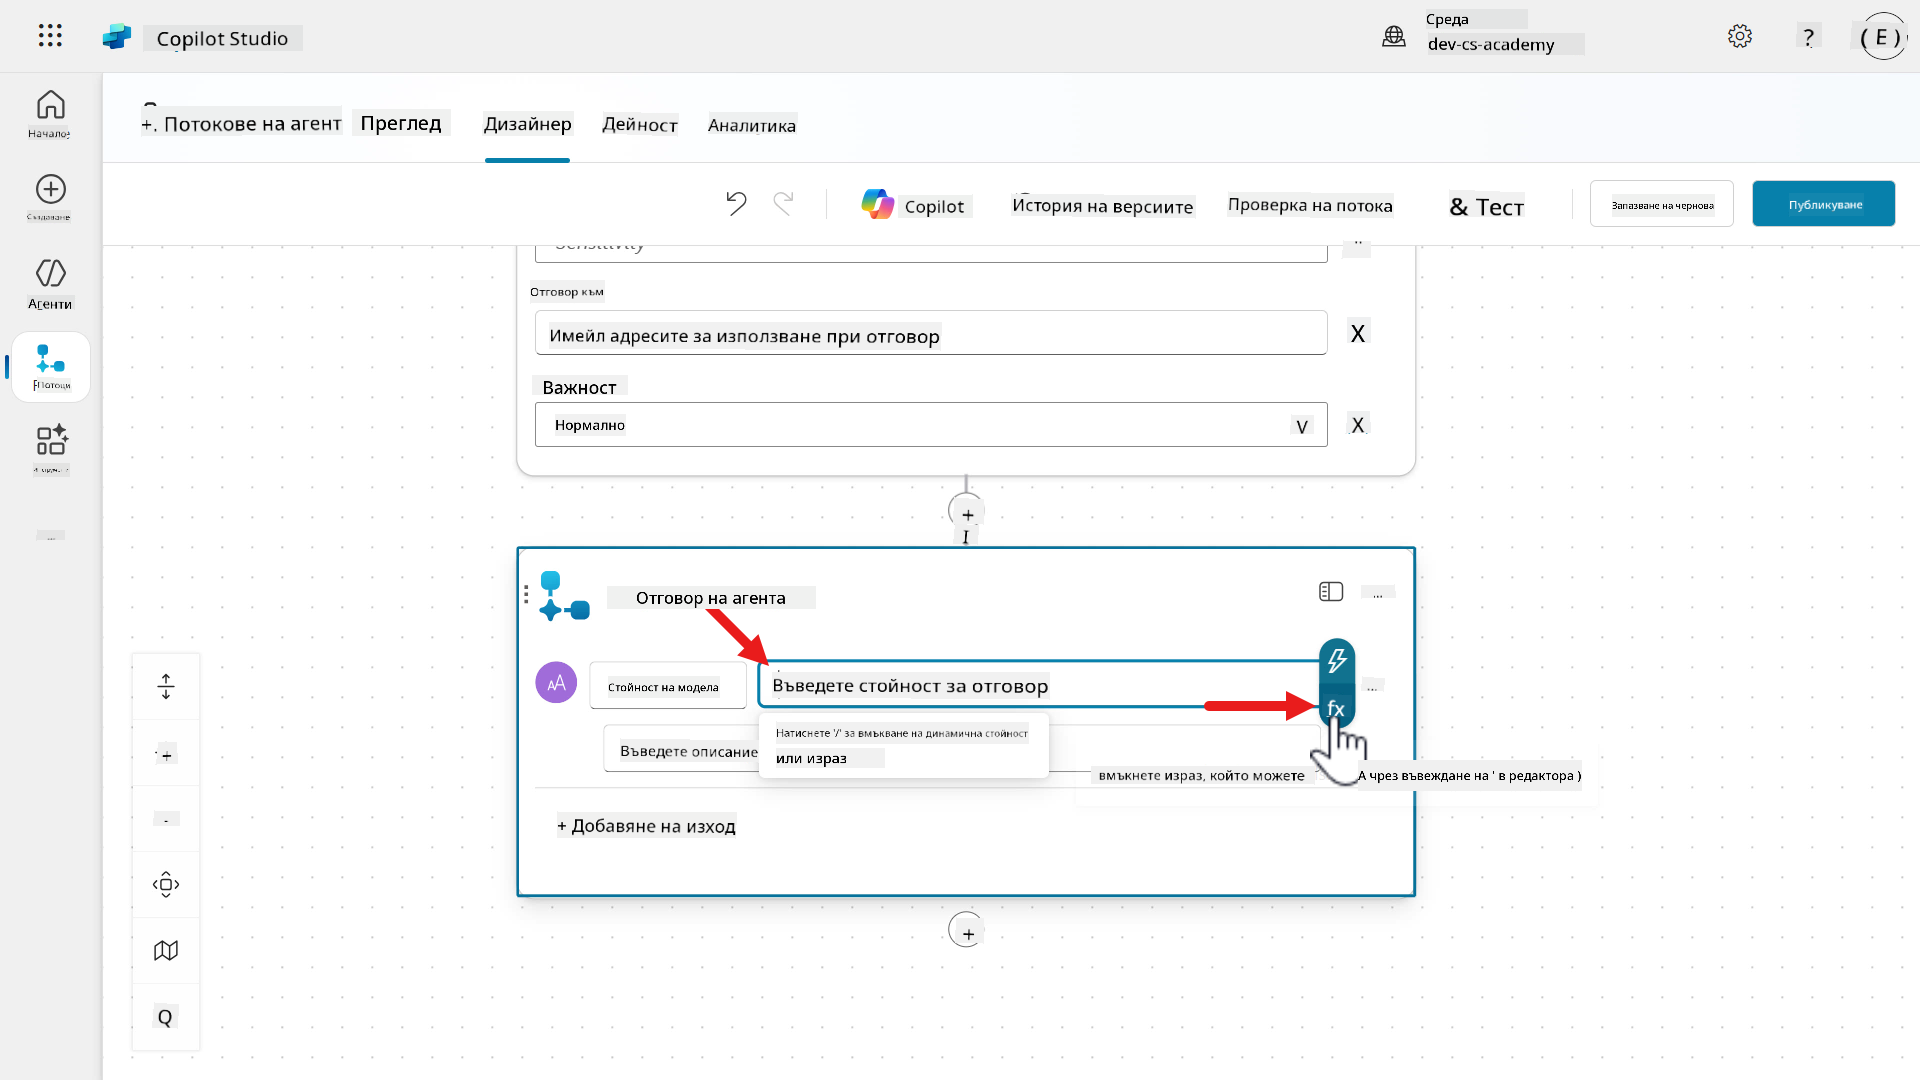 Copilot Studio
Среда
dev-cs-academy
?
( E )
Начало
Създаване
Агенти
Потоци
+. Потокове на агент
Преглед
Дизайнер
Дейност
Аналитика
Copilot
История на версиите
Проверка на потока
& Тест
Запазване на чернова
Публикуване
Sensitivity
Отговор към
Имейл адресите за използване при отговор
X
Важност
Нормално
V
X
+
I
Отговор на агента
...
AA
Стойност на модела
Въведете стойност за отговор
fx
...
Натиснете '/' за вмъкване на динамична стойност
или израз
Въведете описание
вмъкнете израз, който можете
А чрез въвеждане на ' в редактора )
+ Добавяне на изход
+
+
-
Q